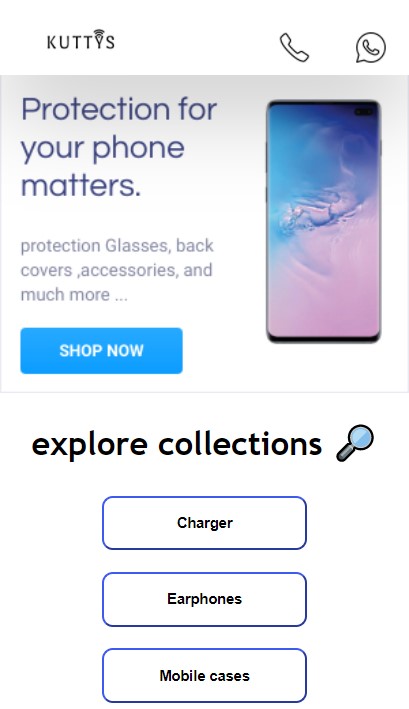 KUTTYS
Protection for
your phone
matters.
protection Glasses, back
covers ,accessories, and
much more ...
SHOP NOW
explore collections
Charger
Earphones
Mobile cases